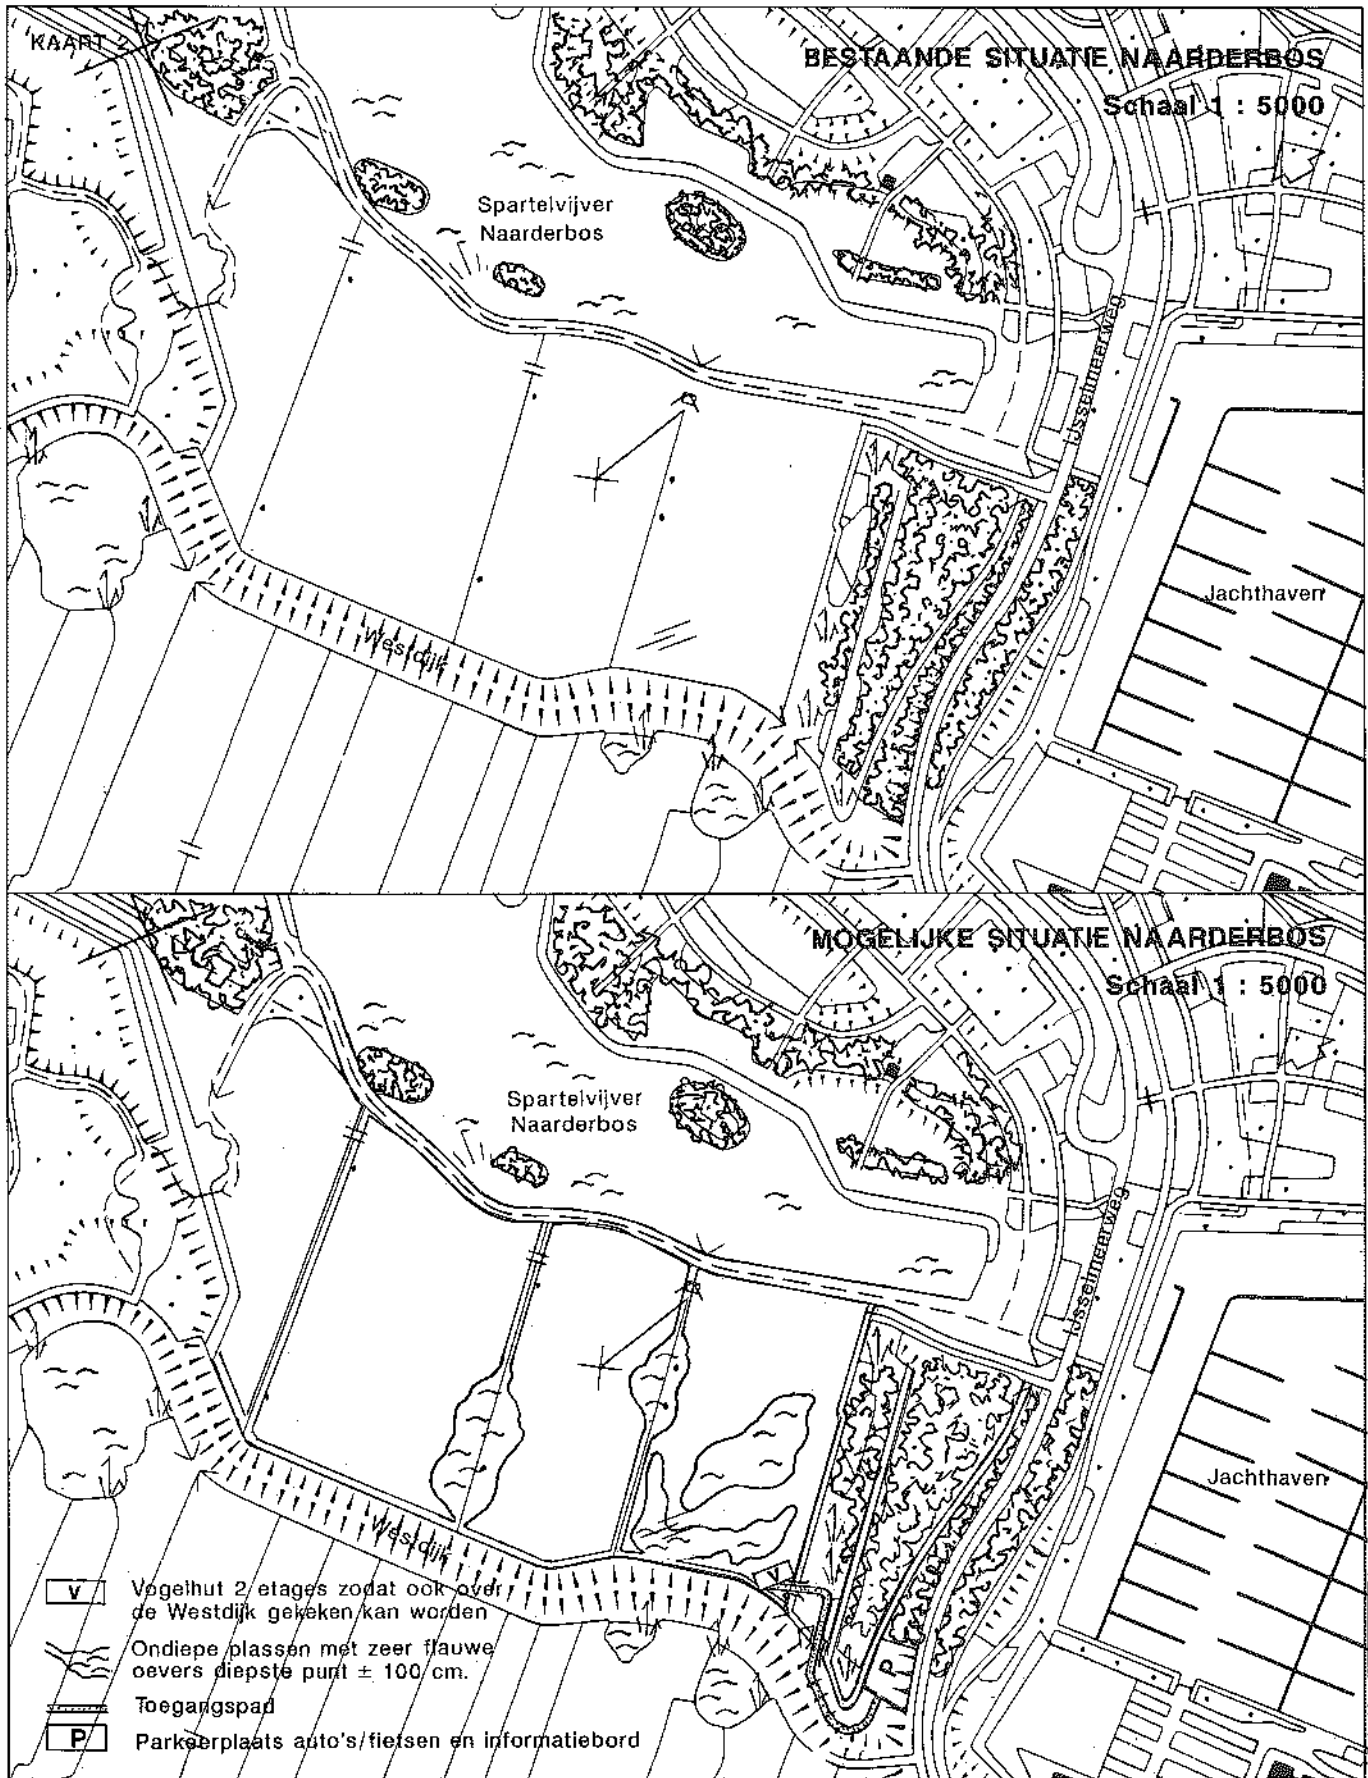 KAART 2
BESTAANDE SITUATIE NAARDERBOS
Schaal 1 : 5000
Spartelvijver
Naarderbos
IJsselmeerweg
Jachthaven
Westdijk
MOGELIJKE SITUATIE NAARDERBOS
Schaal 1 : 5000
Spartelvijver
Naarderbos
IJsselmeerweg
Jachthaven
Westdijk
V
P
V Vogelhut 2 etages zodat ook over
de Westdijk gekeken kan worden
Ondiepe plassen met zeer flauwe
oevers diepste punt ± 100 cm.
Toegangspad
P Parkeerplaats auto's/fietsen en informatiebord